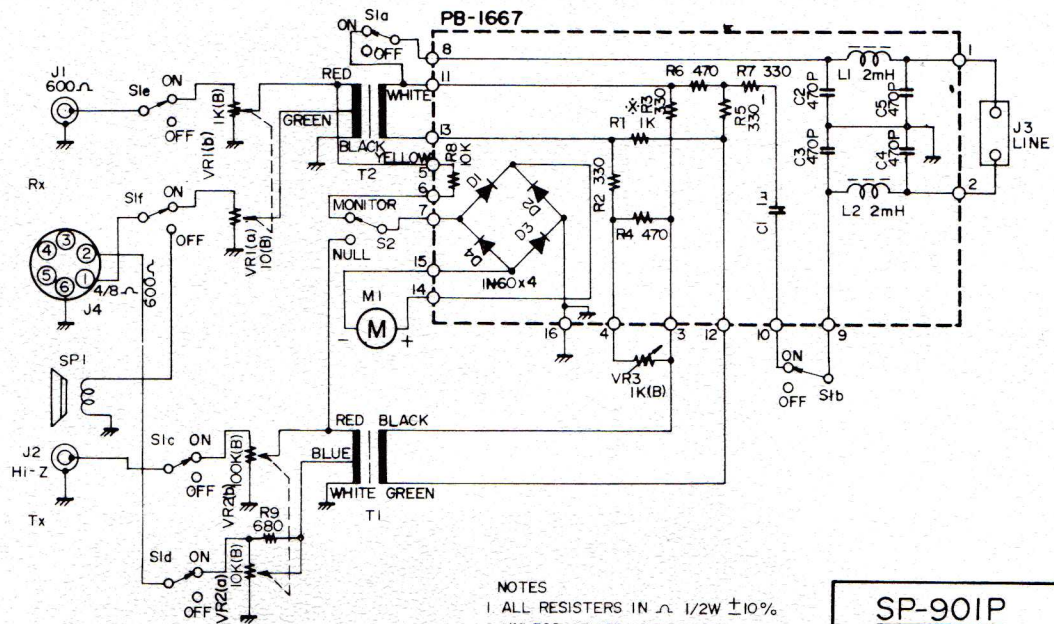 PB-1667
S1a
ON
OFF
8
11
RED
WHITE
GREEN
BLACK
YELLOW
T2
13
5
6
7
15
14
16
4
3
12
10
9
1
2
J1
600Ω
S1e
ON
OFF
VR1(b)
1K(B)
Rx
S1f
ON
OFF
VR1(a)
10(B)
3
4
2
5
1
6
4/8Ω
600Ω
J4
SP1
J2
Hi-Z
Tx
S1c
ON
OFF
VR2(b)
100K(B)
R9
680
S1d
ON
OFF
VR2(a)
10K(B)
MONITOR
S2
NULL
M1
M
- +
R8
10K
D1
D2
D3
D4
1N60x4
R6 470
R7 330
※R3
330
R1 1K
R5
330
R2 330
R4 470
C1 1μ
C2
470P
C3
470P
L1 2mH
C5
470P
C4
470P
L2 2mH
J3
LINE
VR3
1K(B)
ON
OFF
S1b
RED BLACK
BLUE
WHITE GREEN
T1
NOTES
1. ALL RESISTERS IN Ω 1/2W ±10%
SP-901P